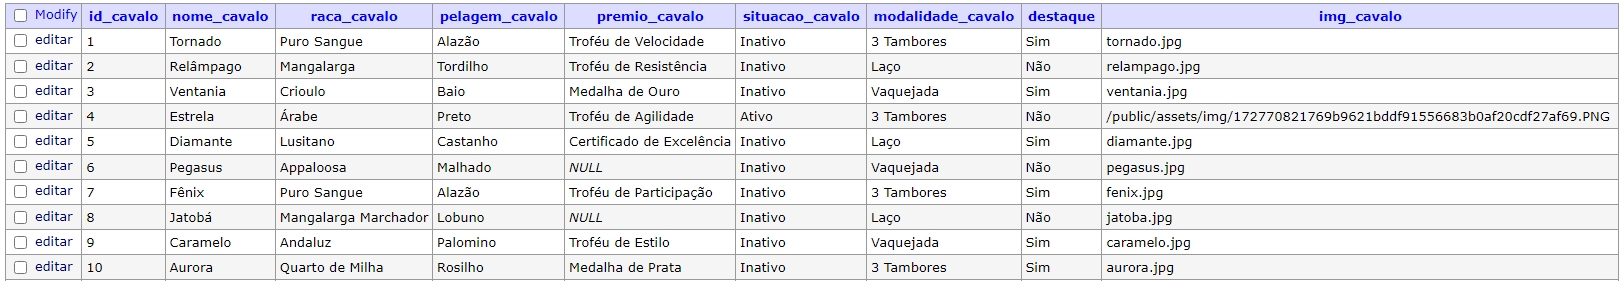 Modify id_cavalo nome_cavalo raca_cavalo pelagem_cavalo premio_cavalo situacao_cavalo modalidade_cavalo destaque img_cavalo
editar 1 Tornado Puro Sangue Alazão Troféu de Velocidade Inativo 3 Tambores Sim tornado.jpg
editar 2 Relâmpago Mangalarga Tordilho Troféu de Resistência Inativo Laço Não relampago.jpg
editar 3 Ventania Crioulo Baio Medalha de Ouro Inativo Vaquejada Sim ventania.jpg
editar 4 Estrela Árabe Preto Troféu de Agilidade Ativo 3 Tambores Não /public/assets/img/172770821769b9621bddf91556683b0af20cdf27af69.PNG
editar 5 Diamante Lusitano Castanho Certificado de Excelência Inativo Laço Sim diamante.jpg
editar 6 Pegasus Appaloosa Malhado NULL Inativo Vaquejada Não pegasus.jpg
editar 7 Fênix Puro Sangue Alazão Troféu de Participação Inativo 3 Tambores Sim fenix.jpg
editar 8 Jatobá Mangalarga Marchador Lobuno NULL Inativo Laço Não jatoba.jpg
editar 9 Caramelo Andaluz Palomino Troféu de Estilo Inativo Vaquejada Sim caramelo.jpg
editar 10 Aurora Quarto de Milha Rosilho Medalha de Prata Inativo 3 Tambores Sim aurora.jpg